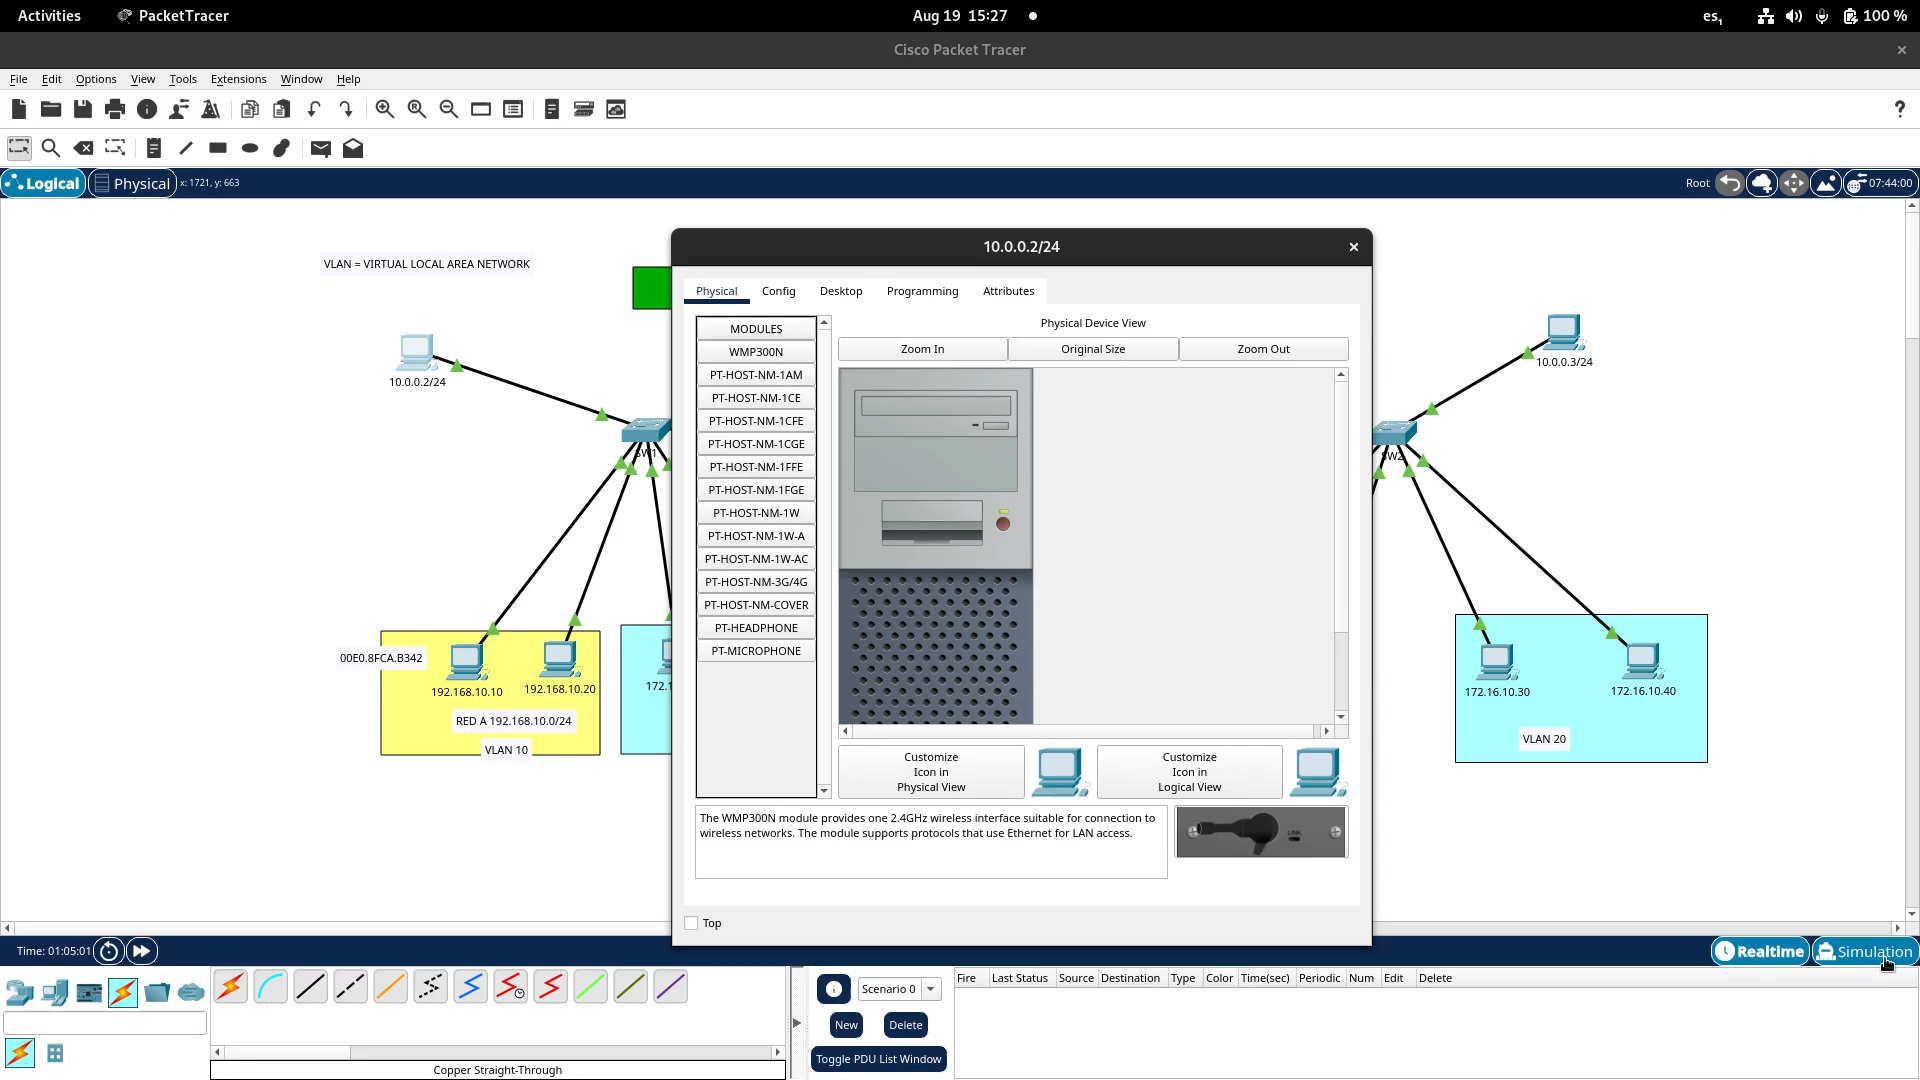 Activities
PacketTracer
Aug 19 15:27
es,
100 %
Cisco Packet Tracer
File
Edit
Options
View
Tools
Extensions
Window
Help
Logical
Physical
x: 1721, y: 663
Root
07:44:00
VLAN = VIRTUAL LOCAL AREA NETWORK
10.0.0.2/24
Physical
Config
Desktop
Programming
Attributes
MODULES
WMP300N
PT-HOST-NM-1AM
PT-HOST-NM-1CE
PT-HOST-NM-1CFE
PT-HOST-NM-1CGE
PT-HOST-NM-1FFE
PT-HOST-NM-1FGE
PT-HOST-NM-1W
PT-HOST-NM-1W-A
PT-HOST-NM-1W-AC
PT-HOST-NM-3G/4G
PT-HOST-NM-COVER
PT-HEADPHONE
PT-MICROPHONE
Physical Device View
Zoom In
Original Size
Zoom Out
Customize
Icon in
Physical View
Customize
Icon in
Logical View
The WMP300N module provides one 2.4GHz wireless interface suitable for connection to
wireless networks. The module supports protocols that use Ethernet for LAN access.
LINK
Top
10.0.0.2/24
SW1
10.0.0.3/24
SW2
00E0.8FCA.B342
192.168.10.10
192.168.10.20
RED A 192.168.10.0/24
VLAN 10
172.1
172.16.10.30
172.16.10.40
VLAN 20
Time: 01:05:01
Realtime
Simulation
Copper Straight-Through
Scenario 0
New
Delete
Toggle PDU List Window
Fire
Last Status
Source
Destination
Type
Color
Time(sec)
Periodic
Num
Edit
Delete